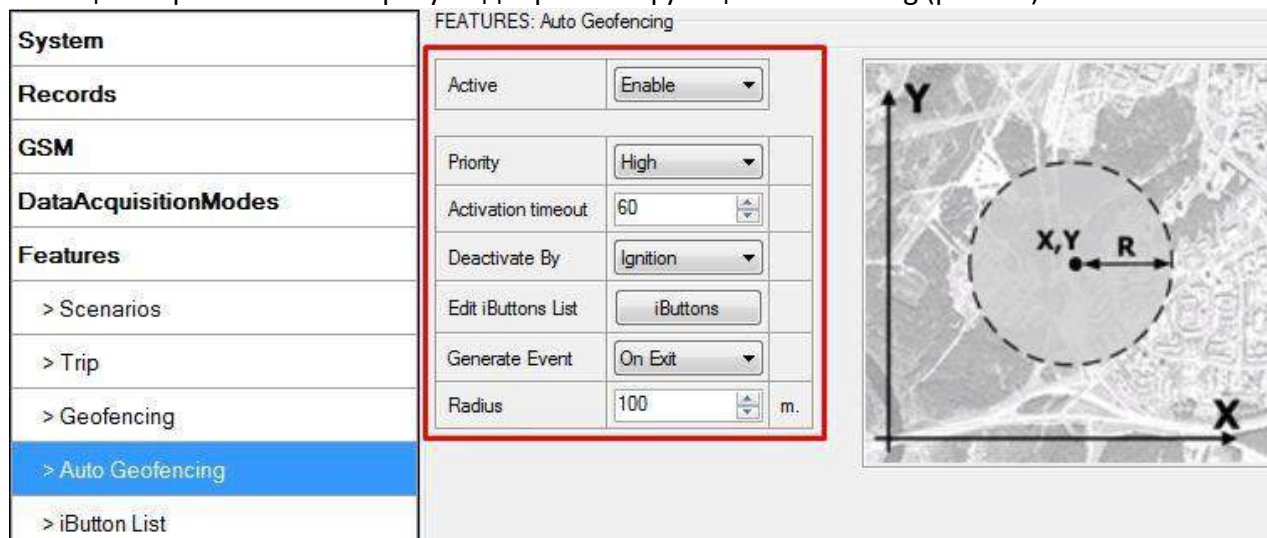 FEATURES: Auto Geofencing
System
Records
GSM
DataAcquisitionModes
Features
> Scenarios
> Trip
> Geofencing
> Auto Geofencing
> iButton List
Active Enable
Priority High
Activation timeout 60
Deactivate By Ignition
Edit iButtons List iButtons
Generate Event On Exit
Radius 100 m.
Y
X,Y R
X